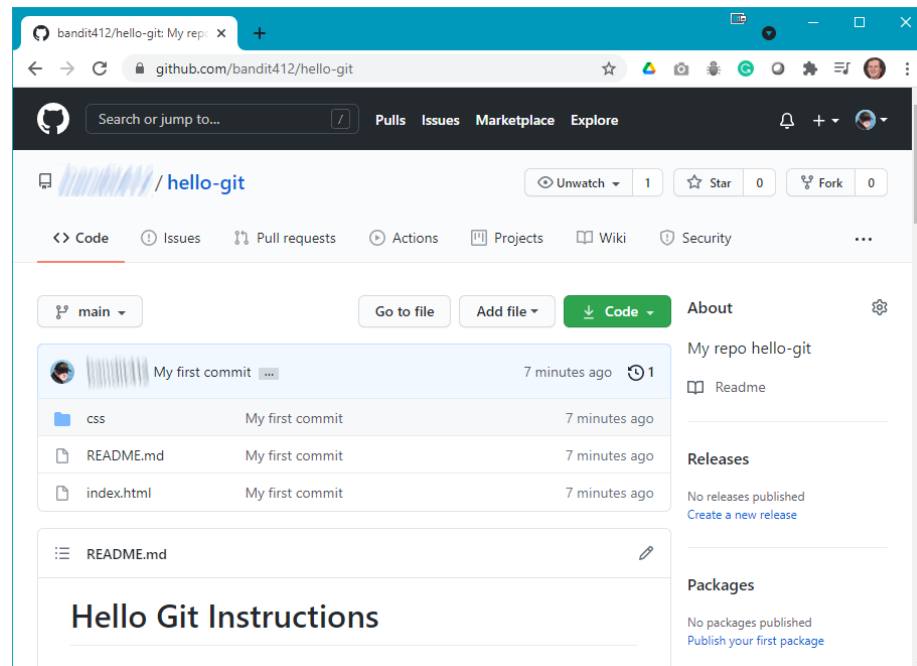 bandit412/hello-git: My repo
github.com/bandit412/hello-git
Search or jump to... /
Pulls Issues Marketplace Explore
/ hello-git
Unwatch 1 Star 0 Fork 0
Code Issues Pull requests Actions Projects Wiki Security ...
main Go to file Add file Code
My first commit ... 7 minutes ago 1
css My first commit 7 minutes ago
README.md My first commit 7 minutes ago
index.html My first commit 7 minutes ago
README.md
Hello Git Instructions
About
My repo hello-git
Readme
Releases
No releases published
Create a new release
Packages
No packages published
Publish your first package